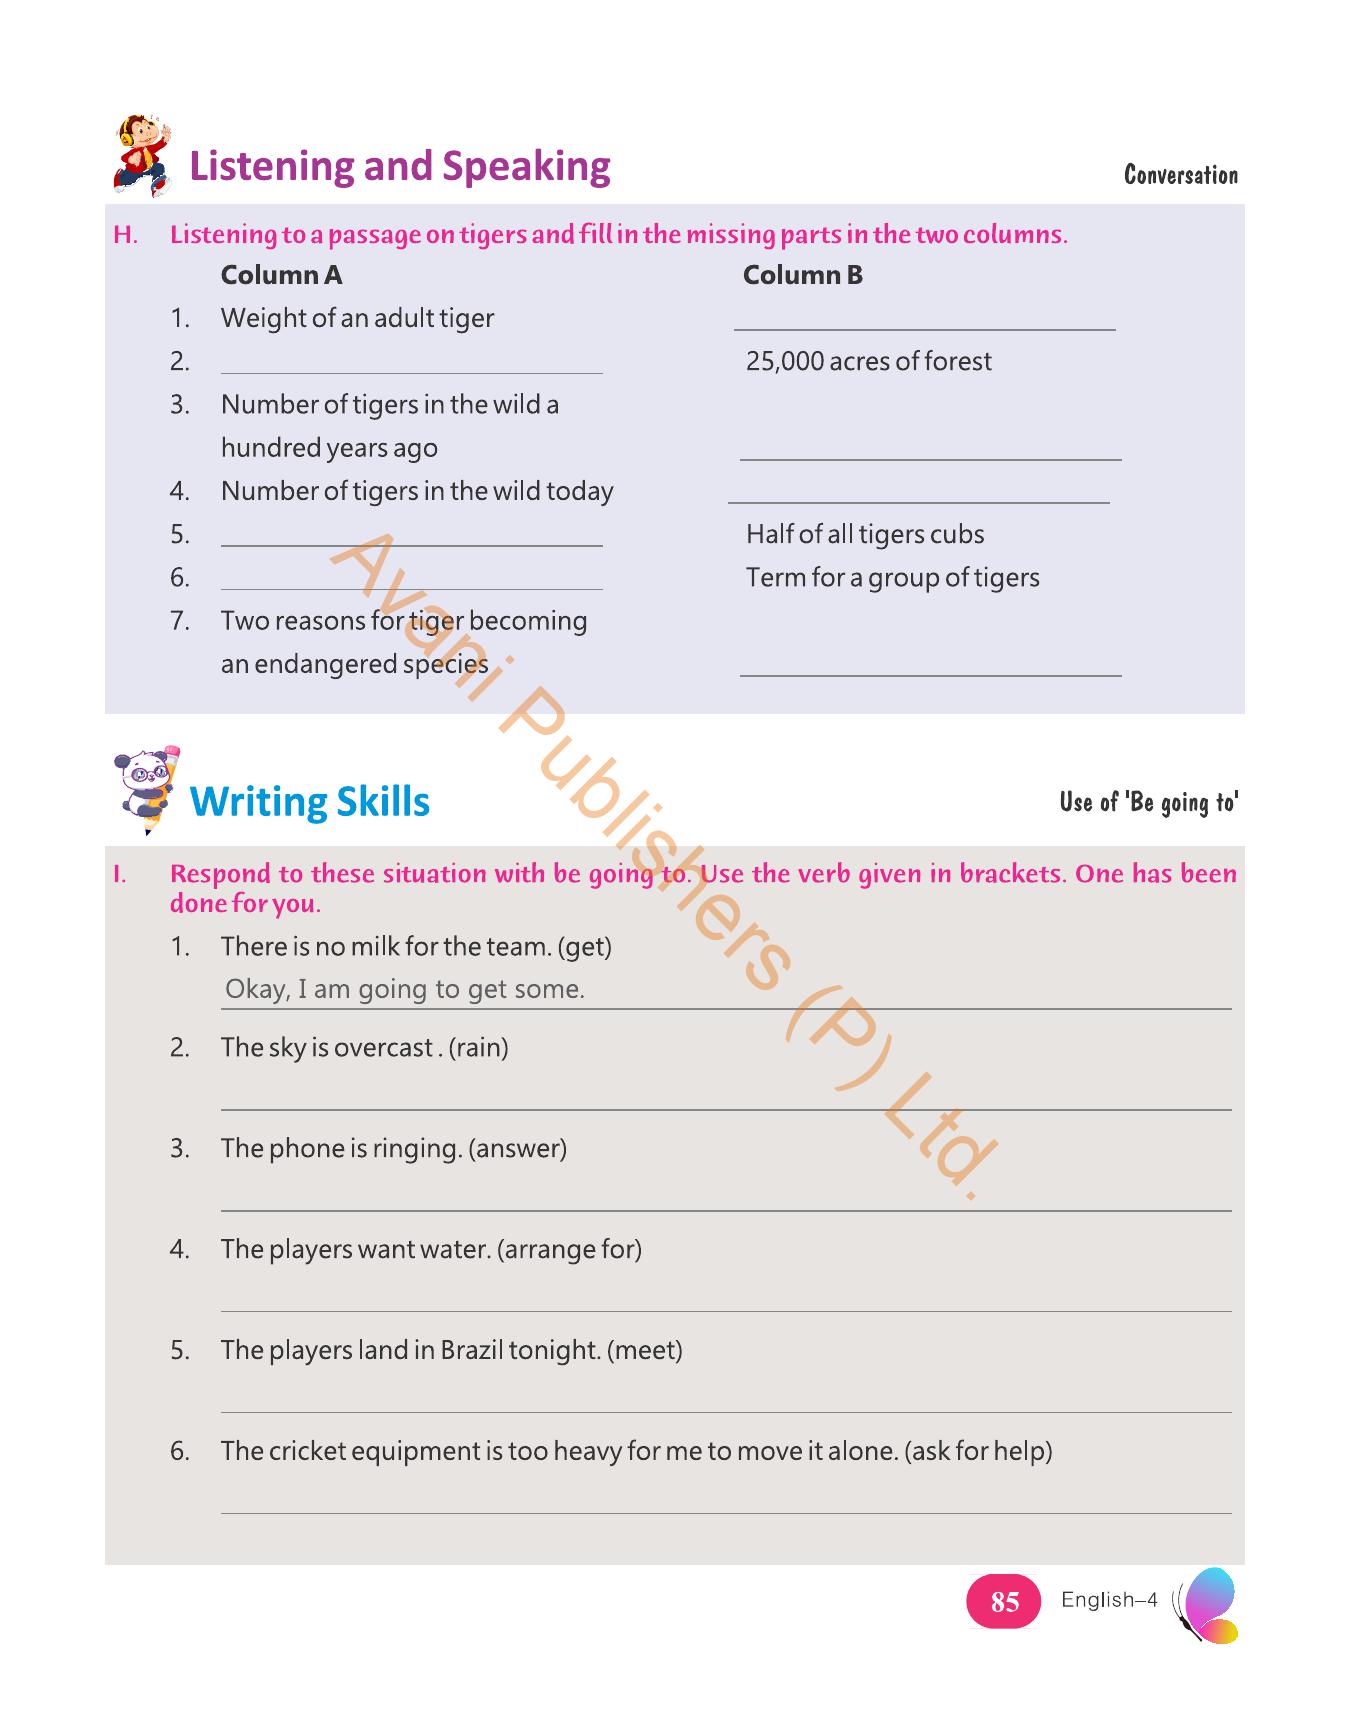 Listening and Speaking
Conversation
H. Listening to a passage on tigers and fill in the missing parts in the two columns.
Column A Column B
1. Weight of an adult tiger
2. 25,000 acres of forest
3. Number of tigers in the wild a
hundred years ago
4. Number of tigers in the wild today
5. Half of all tigers cubs
6. Term for a group of tigers
7. Two reasons for tiger becoming
an endangered species
Avani Publishers (P) Ltd.
Writing Skills
Use of 'Be going to'
I. Respond to these situation with be going to. Use the verb given in brackets. One has been
done for you.
1. There is no milk for the team. (get)
Okay, I am going to get some.
2. The sky is overcast . (rain)
3. The phone is ringing. (answer)
4. The players want water. (arrange for)
5. The players land in Brazil tonight. (meet)
6. The cricket equipment is too heavy for me to move it alone. (ask for help)
85 English–4